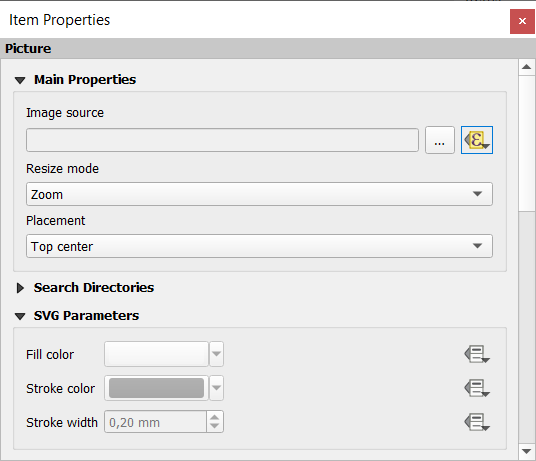 Item Properties
Picture
Main Properties
Image source
...
ε
Resize mode
Zoom
Placement
Top center
Search Directories
SVG Parameters
Fill color
Stroke color
Stroke width 0,20 mm